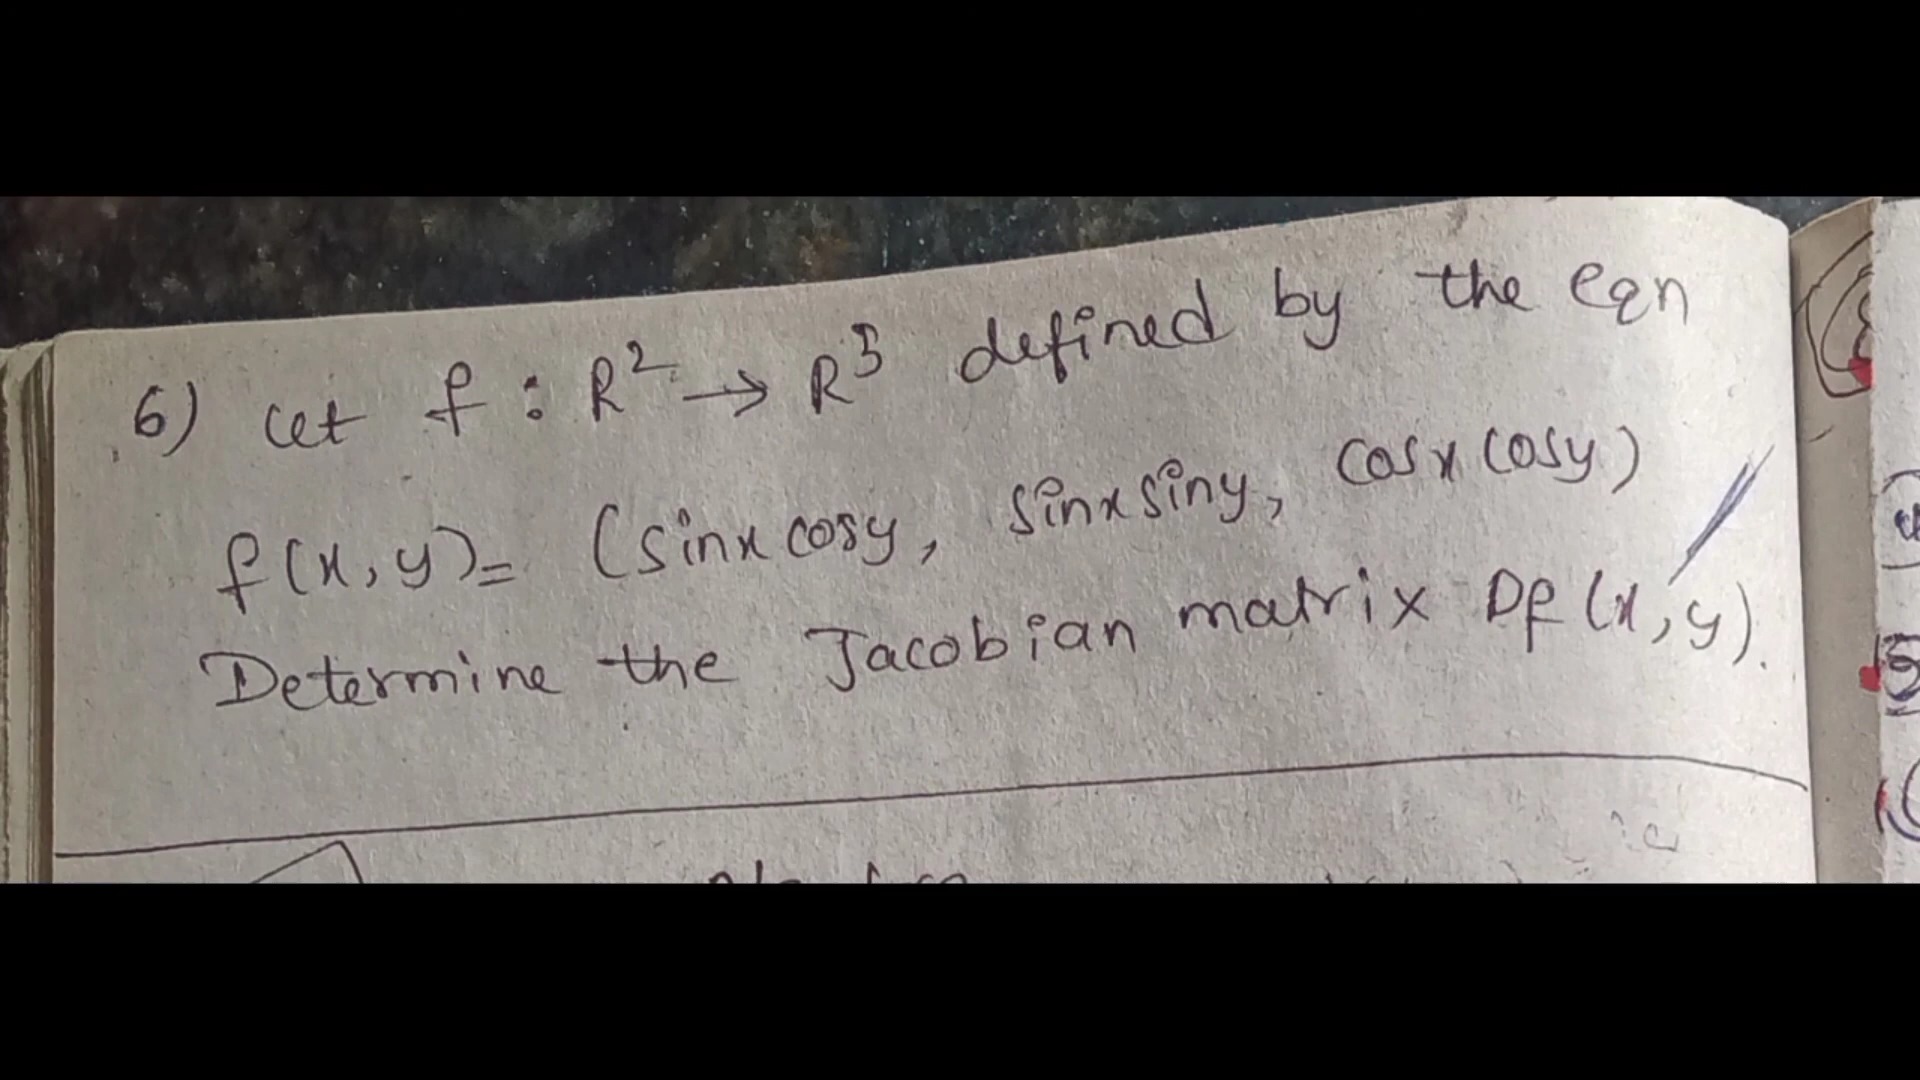 6) Let f : R² → R³ defined by the eqn
f(x, y) = (sinx cosy, sinx siny, cosx cosy)
Determine the Jacobian matrix Df (x, y).